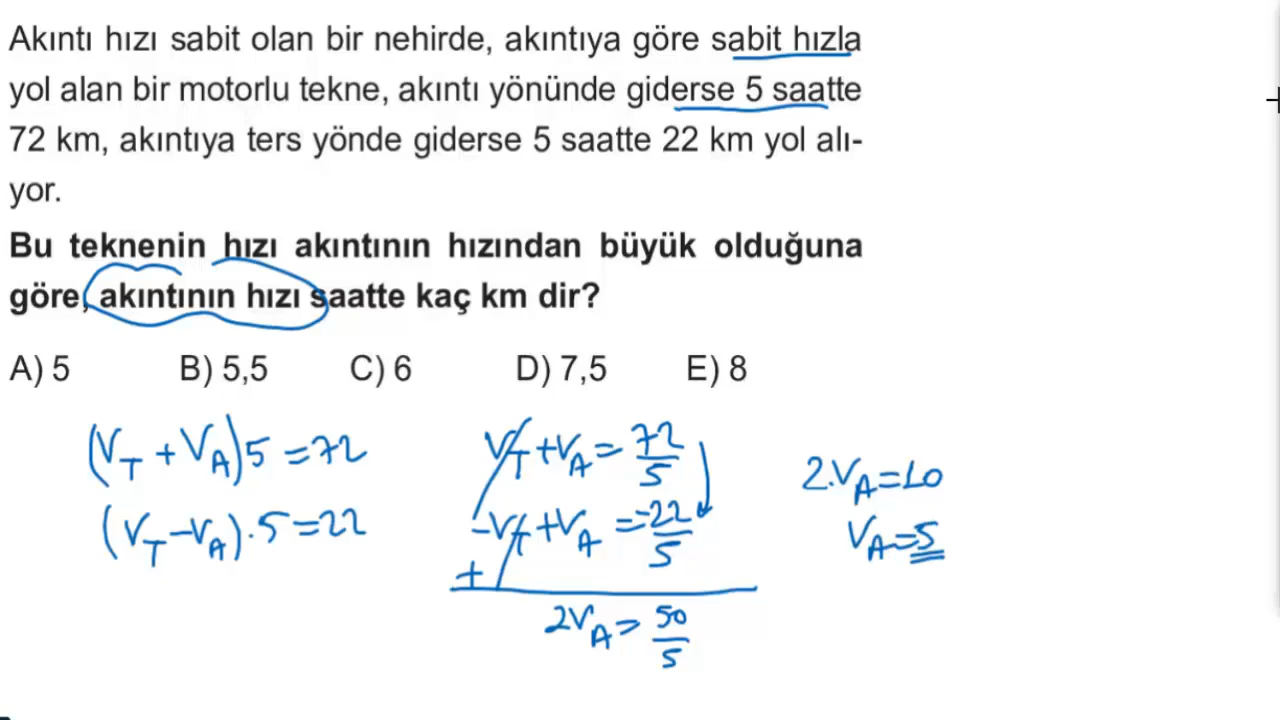 Akıntı hızı sabit olan bir nehirde, akıntıya göre sabit hızla
yol alan bir motorlu tekne, akıntı yönünde giderse 5 saatte
72 km, akıntıya ters yönde giderse 5 saatte 22 km yol alı-
yor.
Bu teknenin hızı akıntının hızından büyük olduğuna
göre, akıntının hızı saatte kaç km dir?
A) 5 B) 5,5 C) 6 D) 7,5 E) 8
(V_T + V_A) 5 = 72
(V_T - V_A) . 5 = 22
V_T + V_A = 72/5
-V_T + V_A = -22/5
+
2V_A = 50/5
2.V_A = 10
V_A = 5